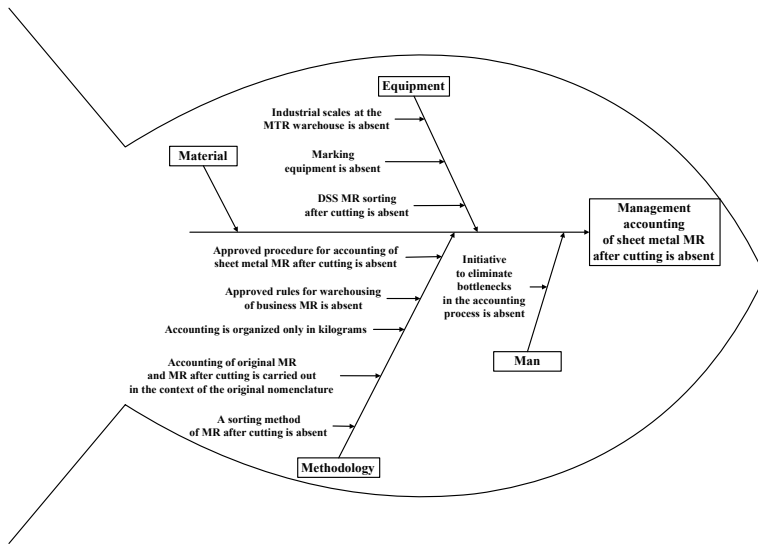 Equipment
Industrial scales at the
MTR warehouse is absent
Material
Marking
equipment is absent
DSS MR sorting
after cutting is absent
Management
accounting
of sheet metal MR
after cutting is absent
Approved procedure for accounting of
sheet metal MR after cutting is absent
Initiative
to eliminate
bottlenecks
in the accounting
process is absent
Approved rules for warehousing
of business MR is absent
Accounting is organized only in kilograms
Man
Accounting of original MR
and MR after cutting is carried out
in the context of the original nomenclature
A sorting method
of MR after cutting is absent
Methodology